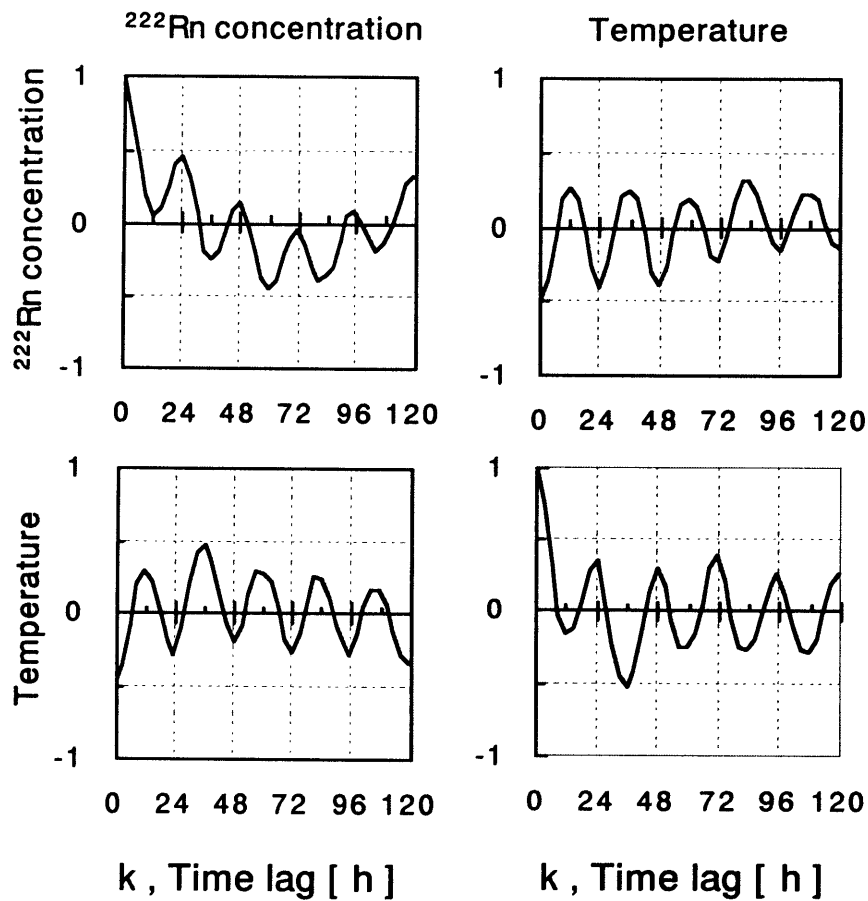 ²²²Rn concentration Temperature
²²²Rn concentration
1
0
-1
0 24 48 72 96 120
1
0
-1
0 24 48 72 96 120
Temperature
1
0
-1
0 24 48 72 96 120
1
0
-1
0 24 48 72 96 120
k , Time lag [ h ] k , Time lag [ h ]